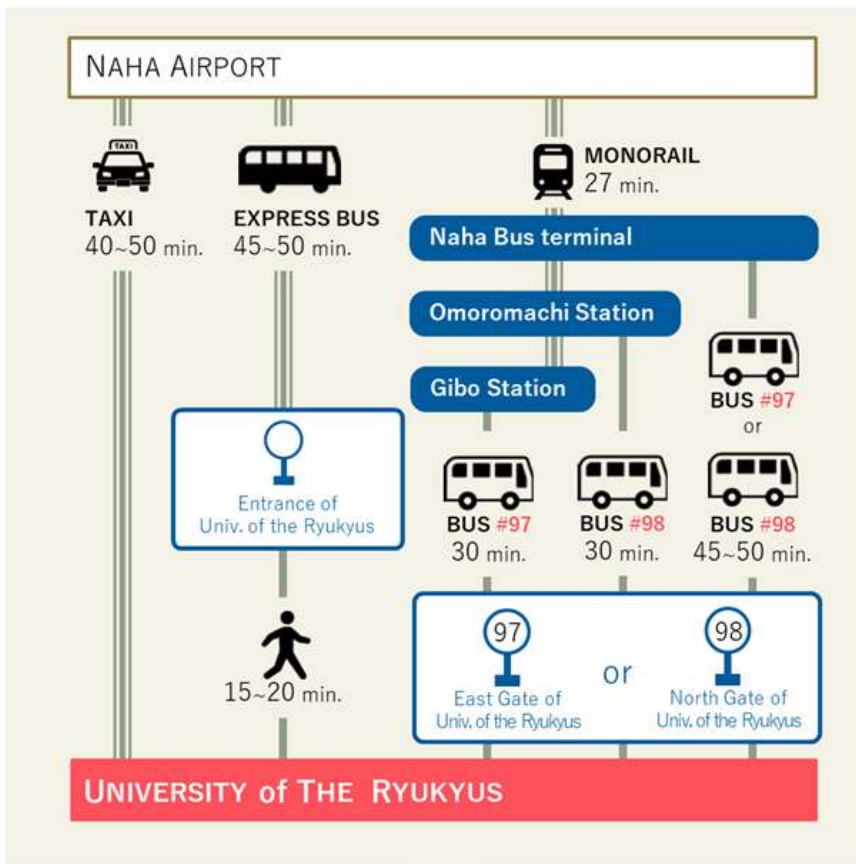 NAHA AIRPORT
TAXI
TAXI
40~50 min.
EXPRESS BUS
45~50 min.
MONORAIL
27 min.
Naha Bus terminal
Omoromachi Station
Gibo Station
BUS #97
or
BUS #98
45~50 min.
BUS #97
30 min.
BUS #98
30 min.
Entrance of
Univ. of the Ryukyus
15~20 min.
97
East Gate of
Univ. of the Ryukyus
or
98
North Gate of
Univ. of the Ryukyus
UNIVERSITY of THE RYUKYUS